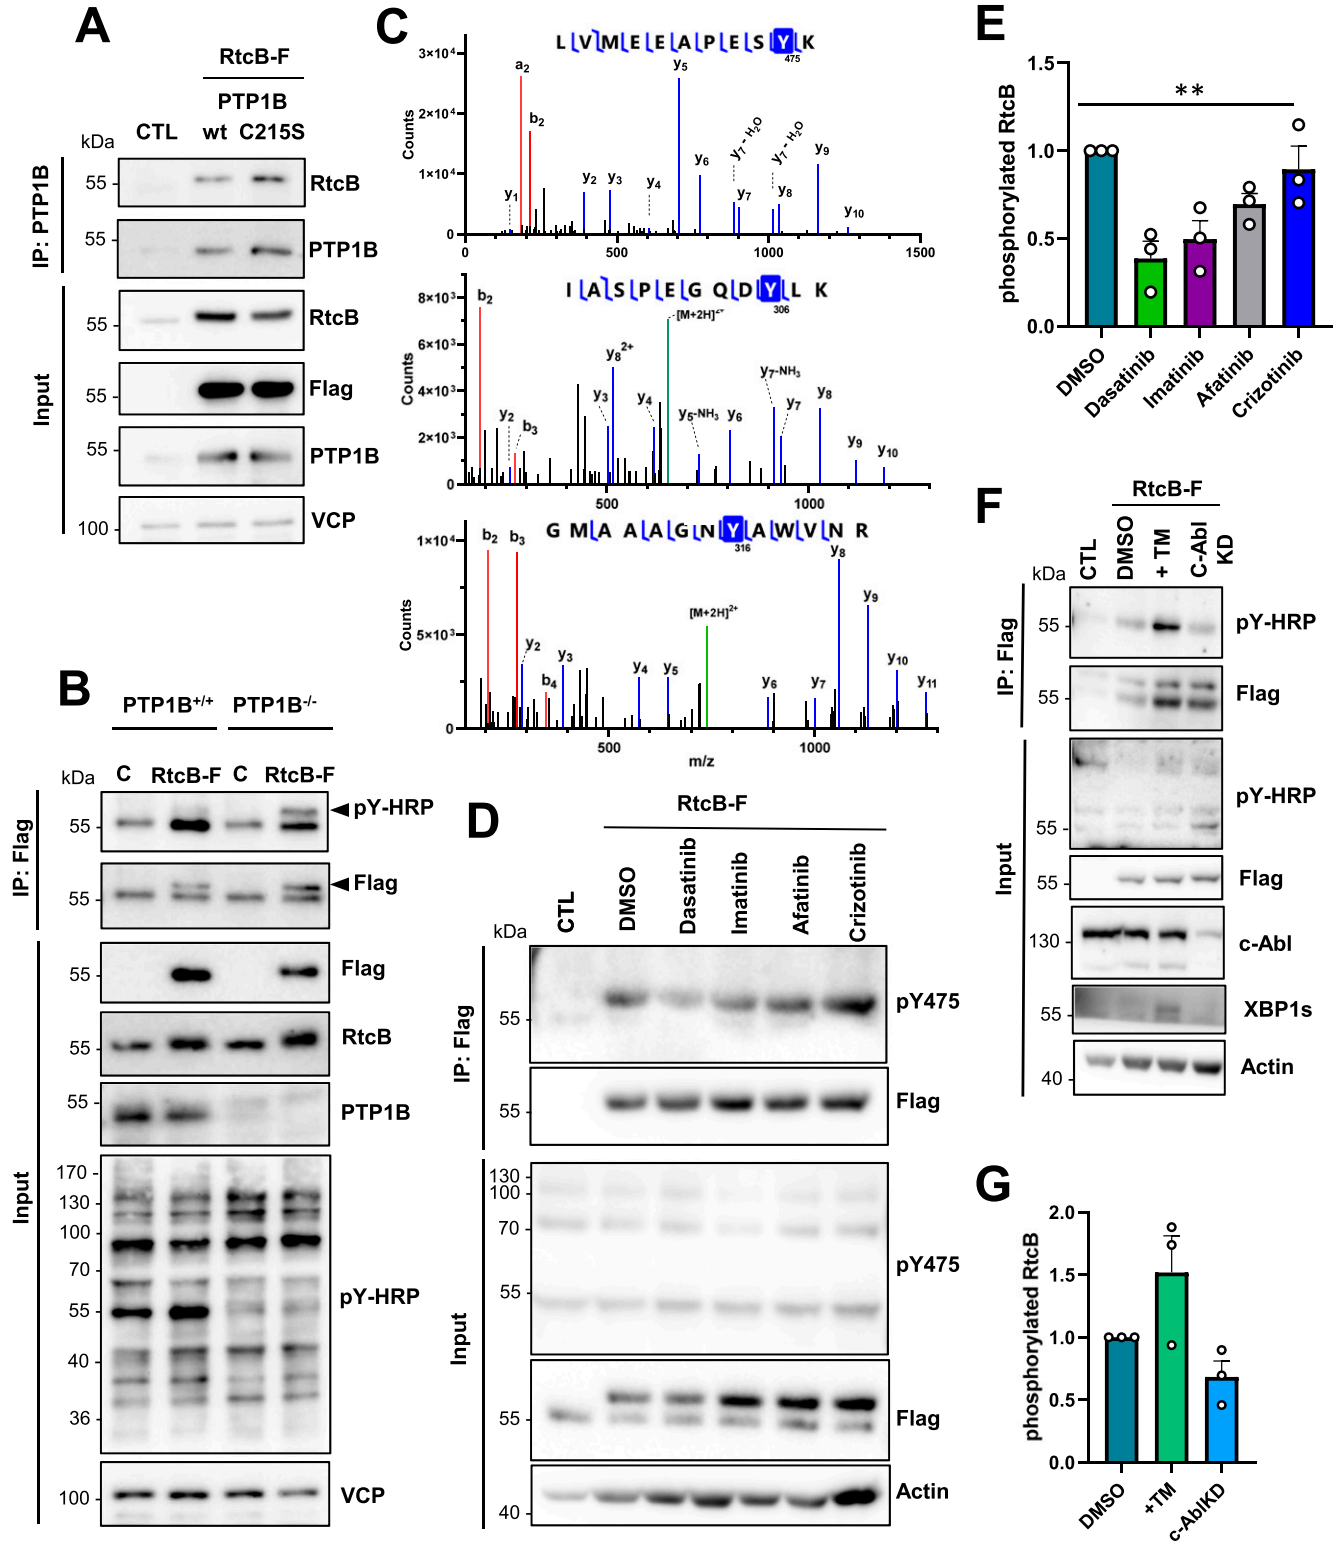 A
RtcB-F
PTP1B
kDa
CTL
wt
C215S
IP: PTP1B
55
RtcB
55
PTP1B
Input
55
RtcB
55
Flag
55
PTP1B
100
VCP
B
PTP1B+/+
PTP1B-/-
kDa
C
RtcB-F
C
RtcB-F
IP: Flag
55
pY-HRP
55
Flag
Input
55
Flag
55
RtcB
55
PTP1B
170
130
100
70
55
40
36
pY-HRP
100
VCP
C
L V M E E A P E S Y K
475
Counts
3×10⁴
2×10⁴
1×10⁴
0
a2
b2
y1
y2
y3
y4
y5
y6
y7 - H2O
y7
y7 - H2O
y8
y9
y10
0
500
1000
1500
I A S P E G Q D Y L K
306
Counts
8×10³
6×10³
4×10³
2×10³
0
b2
y2
b3
y3
y8 2+
y4
[M+2H]2+
y5-NH3
y6
y7-NH3
y7
y8
y9
y10
500
1000
G M A A A G N Y A W V N R
316
Counts
1×10⁴
5×10³
0
b2
b3
y2
b4
y3
y4
y5
[M+2H]2+
y6
y7
y8
y9
y10
y11
500
1000
m/z
D
RtcB-F
kDa
CTL
DMSO
Dasatinib
Imatinib
Afatinib
Crizotinib
IP: Flag
55
pY475
55
Flag
Input
130
100
70
55
pY475
55
Flag
40
Actin
E
phosphorylated RtcB
1.5
1.0
0.5
0.0
**
DMSO
Dasatinib
Imatinib
Afatinib
Crizotinib
F
RtcB-F
kDa
CTL
DMSO
+ TM
C-Abl
KD
IP: Flag
55
pY-HRP
55
Flag
Input
55
pY-HRP
55
Flag
130
c-Abl
55
XBP1s
40
Actin
G
phosphorylated RtcB
2.0
1.5
1.0
0.5
0.0
DMSO
+TM
c-AblKD